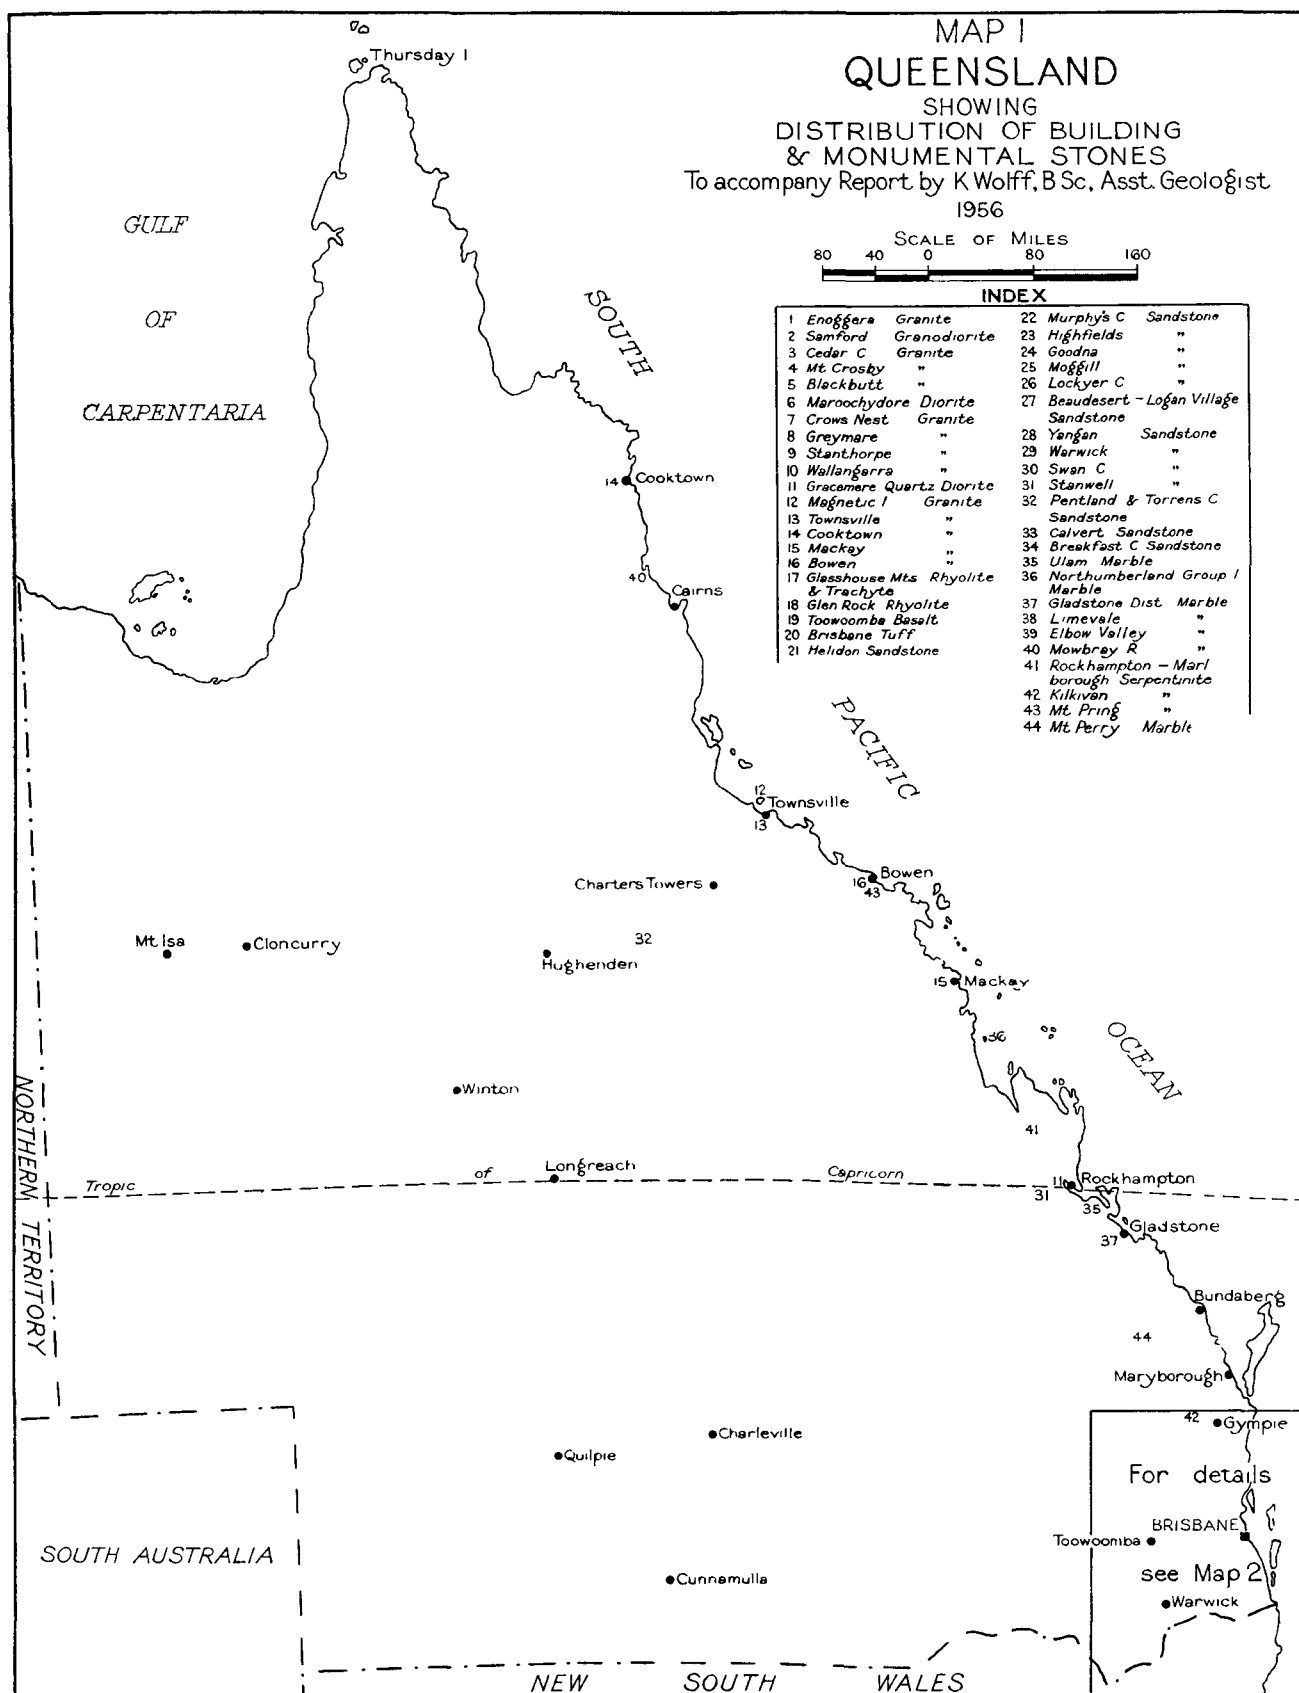 MAP 1
QUEENSLAND
SHOWING
DISTRIBUTION OF BUILDING
& MONUMENTAL STONES
To accompany Report by K Wolff, B Sc, Asst. Geologist
1956
SCALE OF MILES
80 40 0 80 160
INDEX
1 Enoggera Granite
2 Samford Granodiorite
3 Cedar C Granite
4 Mt Crosby "
5 Blackbutt "
6 Maroochydore Diorite
7 Crows Nest Granite
8 Greymare "
9 Stanthorpe "
10 Wallangarra "
11 Gracemere Quartz Diorite
12 Magnetic I Granite
13 Townsville "
14 Cooktown "
15 Mackay "
16 Bowen "
17 Glasshouse Mts Rhyolite
& Trachyte
18 Glen Rock Rhyolite
19 Toowoomba Basalt
20 Brisbane Tuff
21 Helidon Sandstone
22 Murphy's C Sandstone
23 Highfields "
24 Goodna "
25 Moggill "
26 Lockyer C "
27 Beaudesert - Logan Village
Sandstone
28 Yangan Sandstone
29 Warwick "
30 Swan C "
31 Stanwell "
32 Pentland & Torrens C
Sandstone
33 Calvert Sandstone
34 Breakfast C Sandstone
35 Ulam Marble
36 Northumberland Group I
Marble
37 Gladstone Dist Marble
38 Limevale "
39 Elbow Valley "
40 Mowbray R "
41 Rockhampton - Marl
borough Serpentinite
42 Kilkivan "
43 Mt Pring "
44 Mt Perry Marble
Thursday I
GULF
OF
CARPENTARIA
SOUTH
PACIFIC
OCEAN
14 Cooktown
40
Cairns
12
Townsville
13
Charters Towers
Bowen
16
43
Mt Isa
Cloncurry
32
Hughenden
15 Mackay
36
Winton
41
Longreach
Tropic of Capricorn
11 Rockhampton
31
35
Gladstone
37
NORTHERN TERRITORY
Bundaberg
44
Maryborough
42
Gympie
Charleville
Quilpie
For details
BRISBANE
Toowoomba
see Map 2
SOUTH AUSTRALIA
Cunnamulla
Warwick
NEW SOUTH WALES